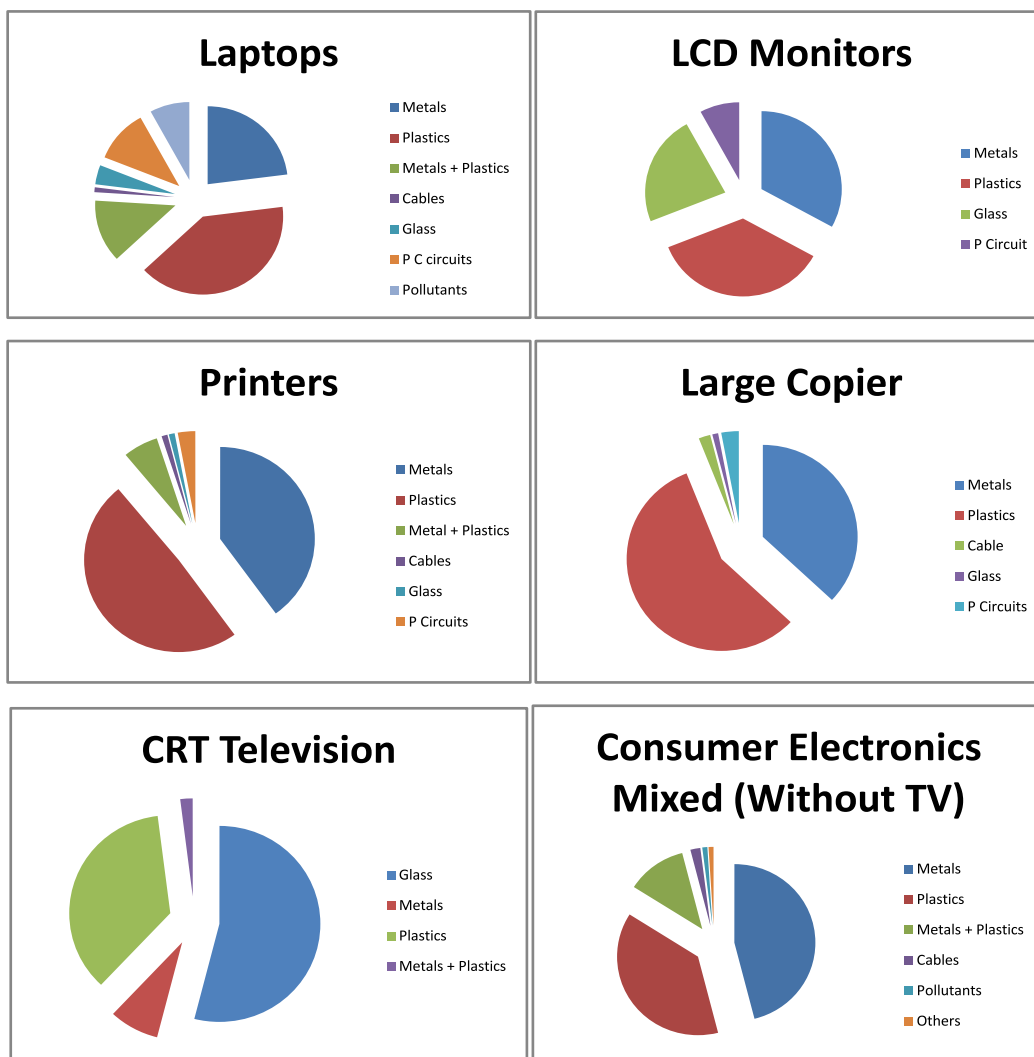 Laptops
Metals
Plastics
Metals + Plastics
Cables
Glass
P C circuits
Pollutants
LCD Monitors
Metals
Plastics
Glass
P Circuit
Printers
Metals
Plastics
Metal + Plastics
Cables
Glass
P Circuits
Large Copier
Metals
Plastics
Cable
Glass
P Circuits
CRT Television
Glass
Metals
Plastics
Metals + Plastics
Consumer Electronics
Mixed (Without TV)
Metals
Plastics
Metals + Plastics
Cables
Pollutants
Others